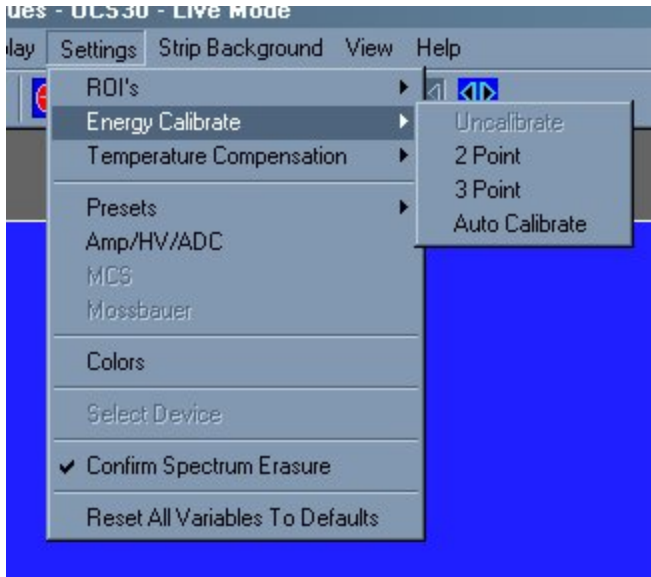 ues - UCS30 - Live Mode
lay Settings Strip Background View Help
ROI's
Energy Calibrate
Uncalibrate
Temperature Compensation
2 Point
3 Point
Presets
Auto Calibrate
Amp/HV/ADC
MCS
Mossbauer
Colors
Select Device
Confirm Spectrum Erasure
Reset All Variables To Defaults